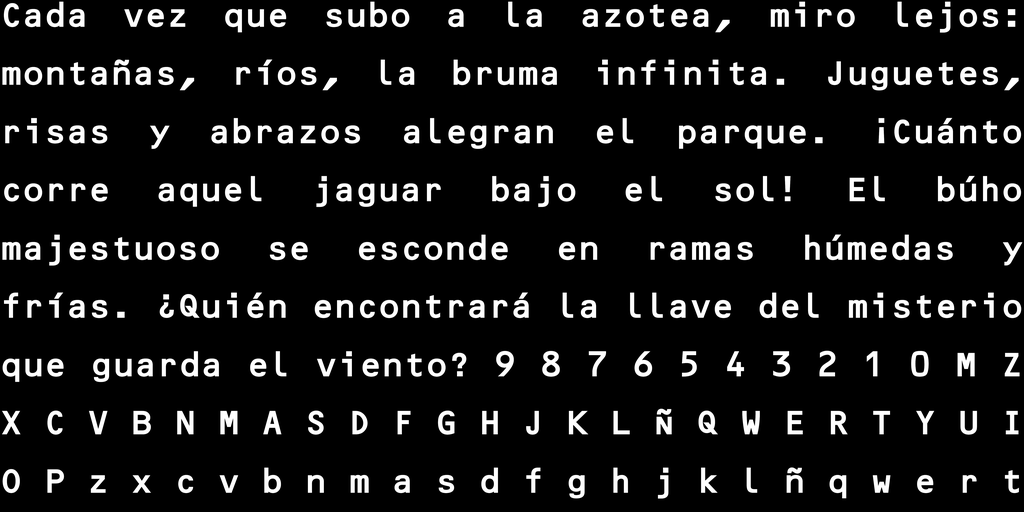 Cada vez que subo a la azotea, miro lejos:
montañas, ríos, la bruma infinita. Juguetes,
risas y abrazos alegran el parque. ¡Cuánto
corre aquel jaguar bajo el sol! El búho
majestuoso se esconde en ramas húmedas y
frías. ¿Quién encontrará la llave del misterio
que guarda el viento? 9 8 7 6 5 4 3 2 1 0 M Z
X C V B N M A S D F G H J K L Ñ Q W E R T Y U I
O P z x c v b n m a s d f g h j k l ñ q w e r t